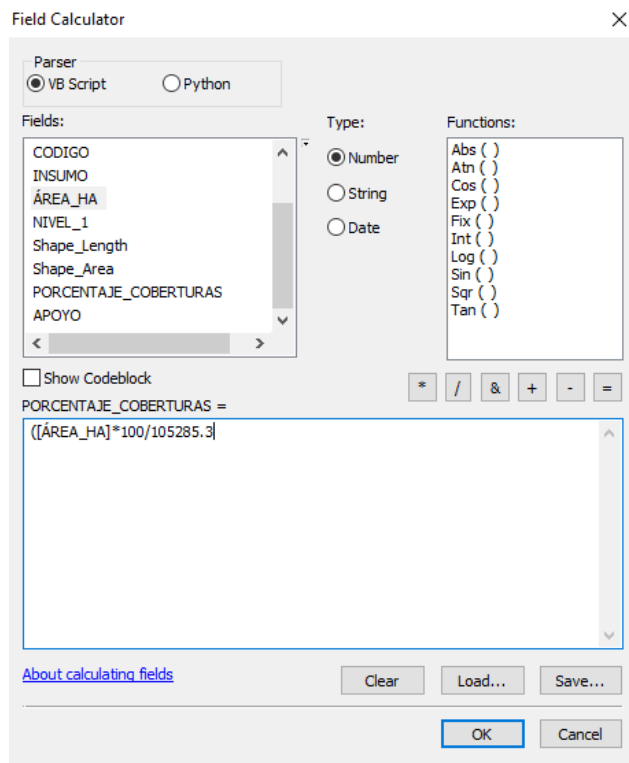 Field Calculator
Parser
VB Script Python
Fields: Type: Functions:
CODIGO
INSUMO
ÁREA_HA
NIVEL_1
Shape_Length
Shape_Area
PORCENTAJE_COBERTURAS
APOYO
Number
String
Date
Abs ( )
Atn ( )
Cos ( )
Exp ( )
Fix ( )
Int ( )
Log ( )
Sin ( )
Sqr ( )
Tan ( )
Show Codeblock
* / & + - =
PORCENTAJE_COBERTURAS =
([ÁREA_HA]*100/105285.3
About calculating fields
Clear Load... Save...
OK Cancel